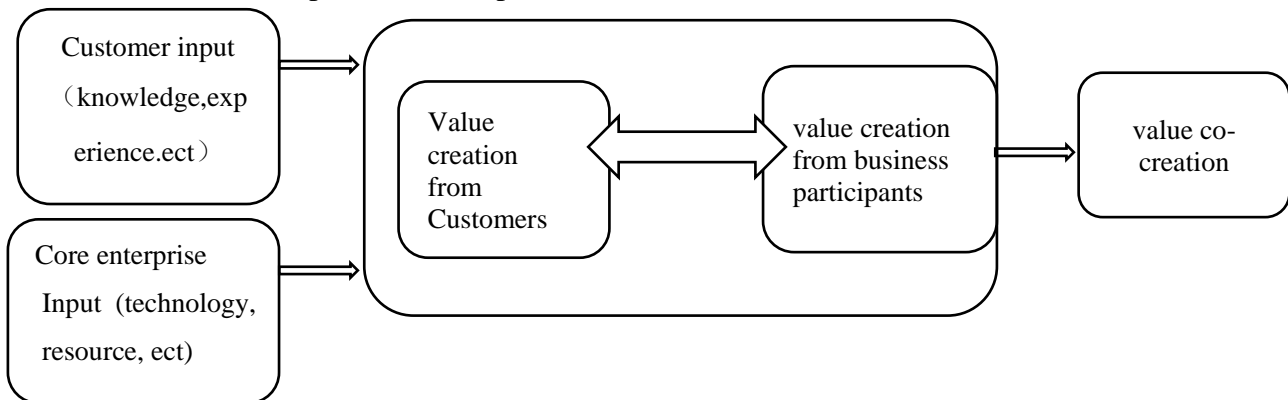 Customer input
（knowledge,exp
erience.ect）
Core enterprise
Input (technology,
resource, ect)
Value
creation
from
Customers
value creation
from business
participants
value co-
creation